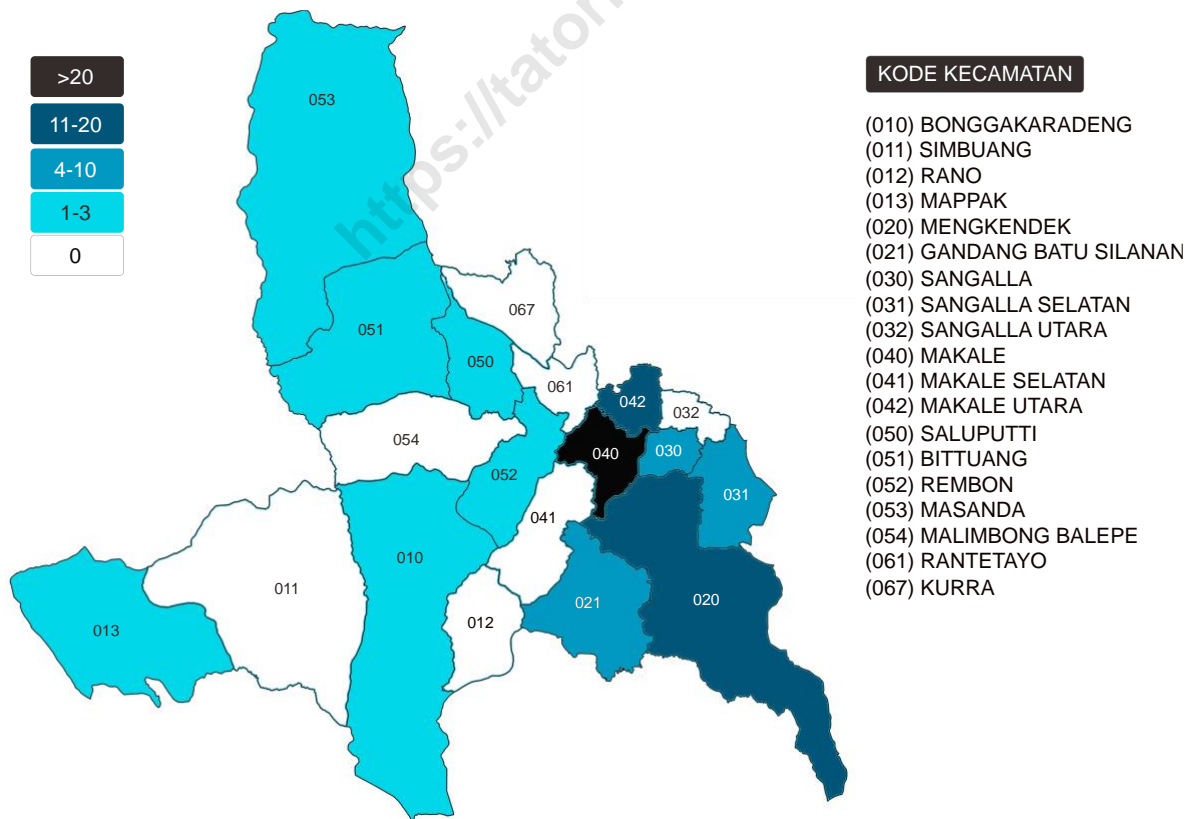 >20
11-20
4-10
1-3
0
https://tator
053
051
050
067
061
042
032
040
030
031
054
052
041
010
011
013
012
021
020
KODE KECAMATAN
(010) BONGGAKARADENG
(011) SIMBUANG
(012) RANO
(013) MAPPAK
(020) MENGKENDEK
(021) GANDANG BATU SILANAN
(030) SANGALLA
(031) SANGALLA SELATAN
(032) SANGALLA UTARA
(040) MAKALE
(041) MAKALE SELATAN
(042) MAKALE UTARA
(050) SALUPUTTI
(051) BITTUANG
(052) REMBON
(053) MASANDA
(054) MALIMBONG BALEPE
(061) RANTETAYO
(067) KURRA